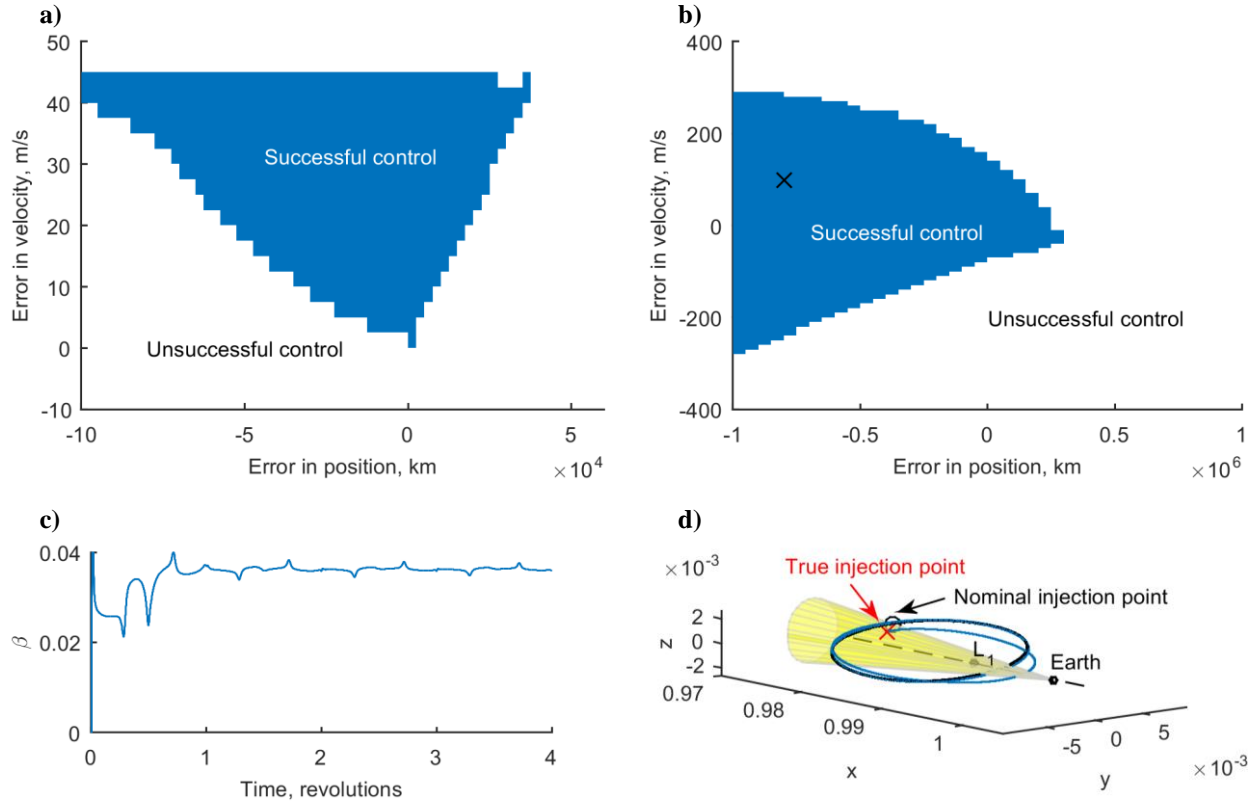 a)
50
40
30
20
10
0
-10
Error in velocity, m/s
Successful control
Unsuccessful control
-10
-5
0
5
×10⁴
Error in position, km
b)
400
200
0
-200
-400
Error in velocity, m/s
Successful control
Unsuccessful control
-1
-0.5
0
0.5
1
×10⁶
Error in position, km
c)
0.04
0.02
0
β
0
1
2
3
4
Time, revolutions
d)
×10⁻³
2
0
-2
z
True injection point
Nominal injection point
L₁
Earth
0.97
0.98
0.99
1
x
-5
0
5
×10⁻³
y